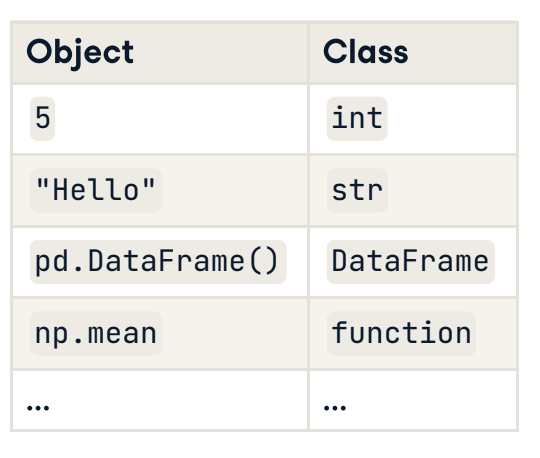 Object Class
5 int
"Hello" str
pd.DataFrame() DataFrame
np.mean function
... ...